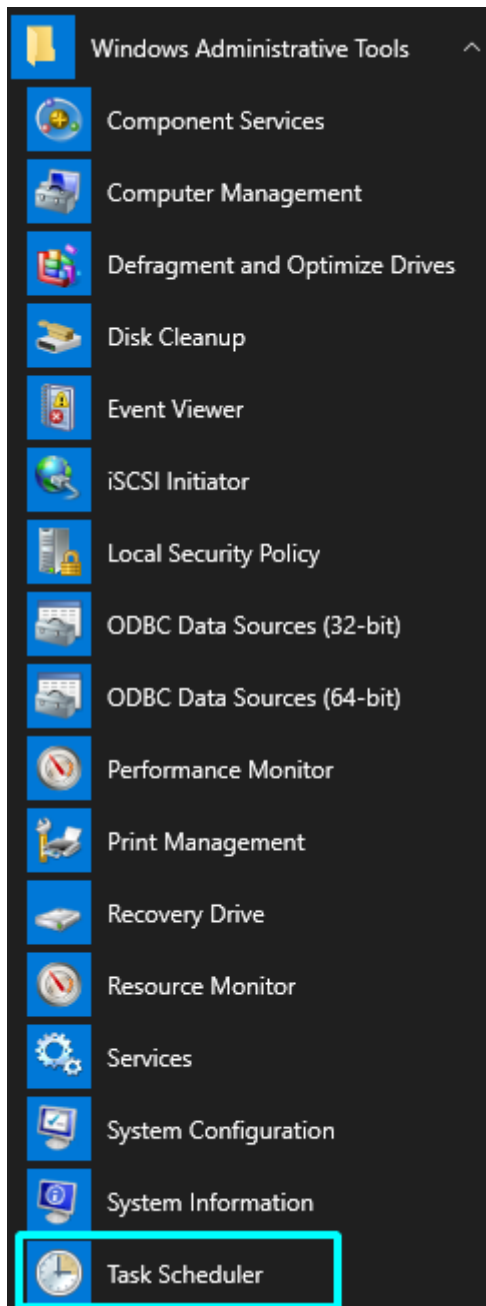 Windows Administrative Tools
Component Services
Computer Management
Defragment and Optimize Drives
Disk Cleanup
Event Viewer
iSCSI Initiator
Local Security Policy
ODBC Data Sources (32-bit)
ODBC Data Sources (64-bit)
Performance Monitor
Print Management
Recovery Drive
Resource Monitor
Services
System Configuration
System Information
Task Scheduler